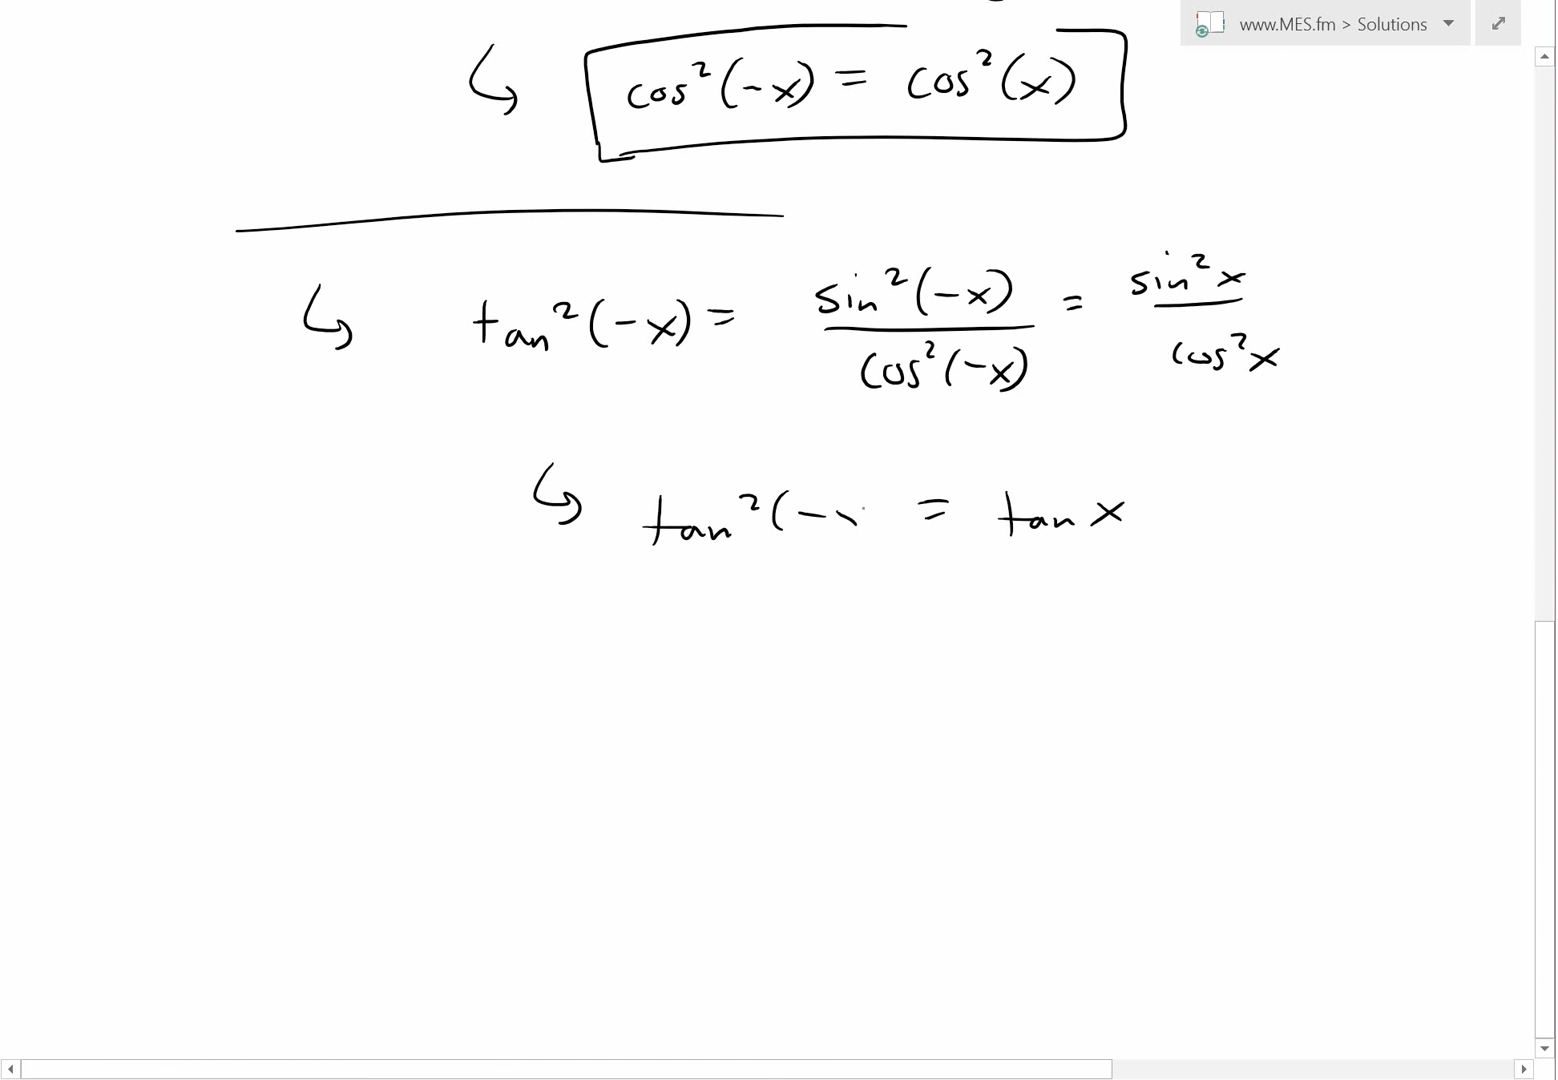 www.MES.fm > Solutions
cos²(-x) = cos²(x)
tan²(-x) = sin²(-x)/cos²(-x) = sin²x/cos²x
tan²(- = tan x